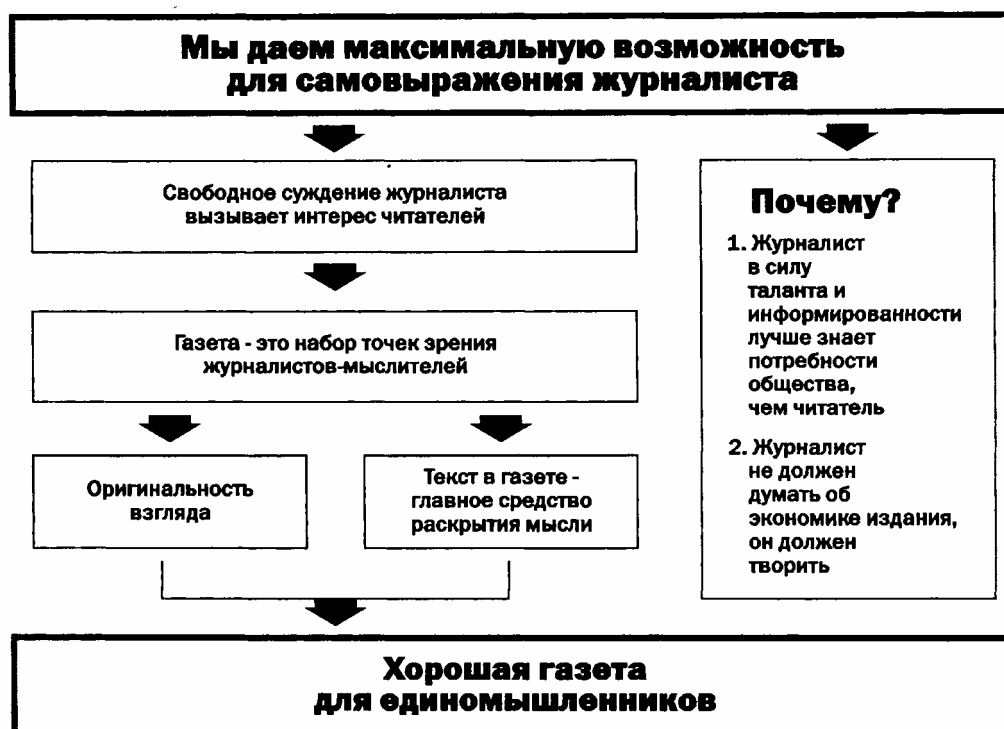 Мы даем максимальную возможность
для самовыражения журналиста
Свободное суждение журналиста
вызывает интерес читателей
Газета - это набор точек зрения
журналистов-мыслителей
Оригинальность
взгляда
Текст в газете -
главное средство
раскрытия мысли
Почему?
1. Журналист
в силу
таланта и
информированности
лучше знает
потребности
общества,
чем читатель
2. Журналист
не должен
думать об
экономике издания,
он должен
творить
Хорошая газета
для единомышленников